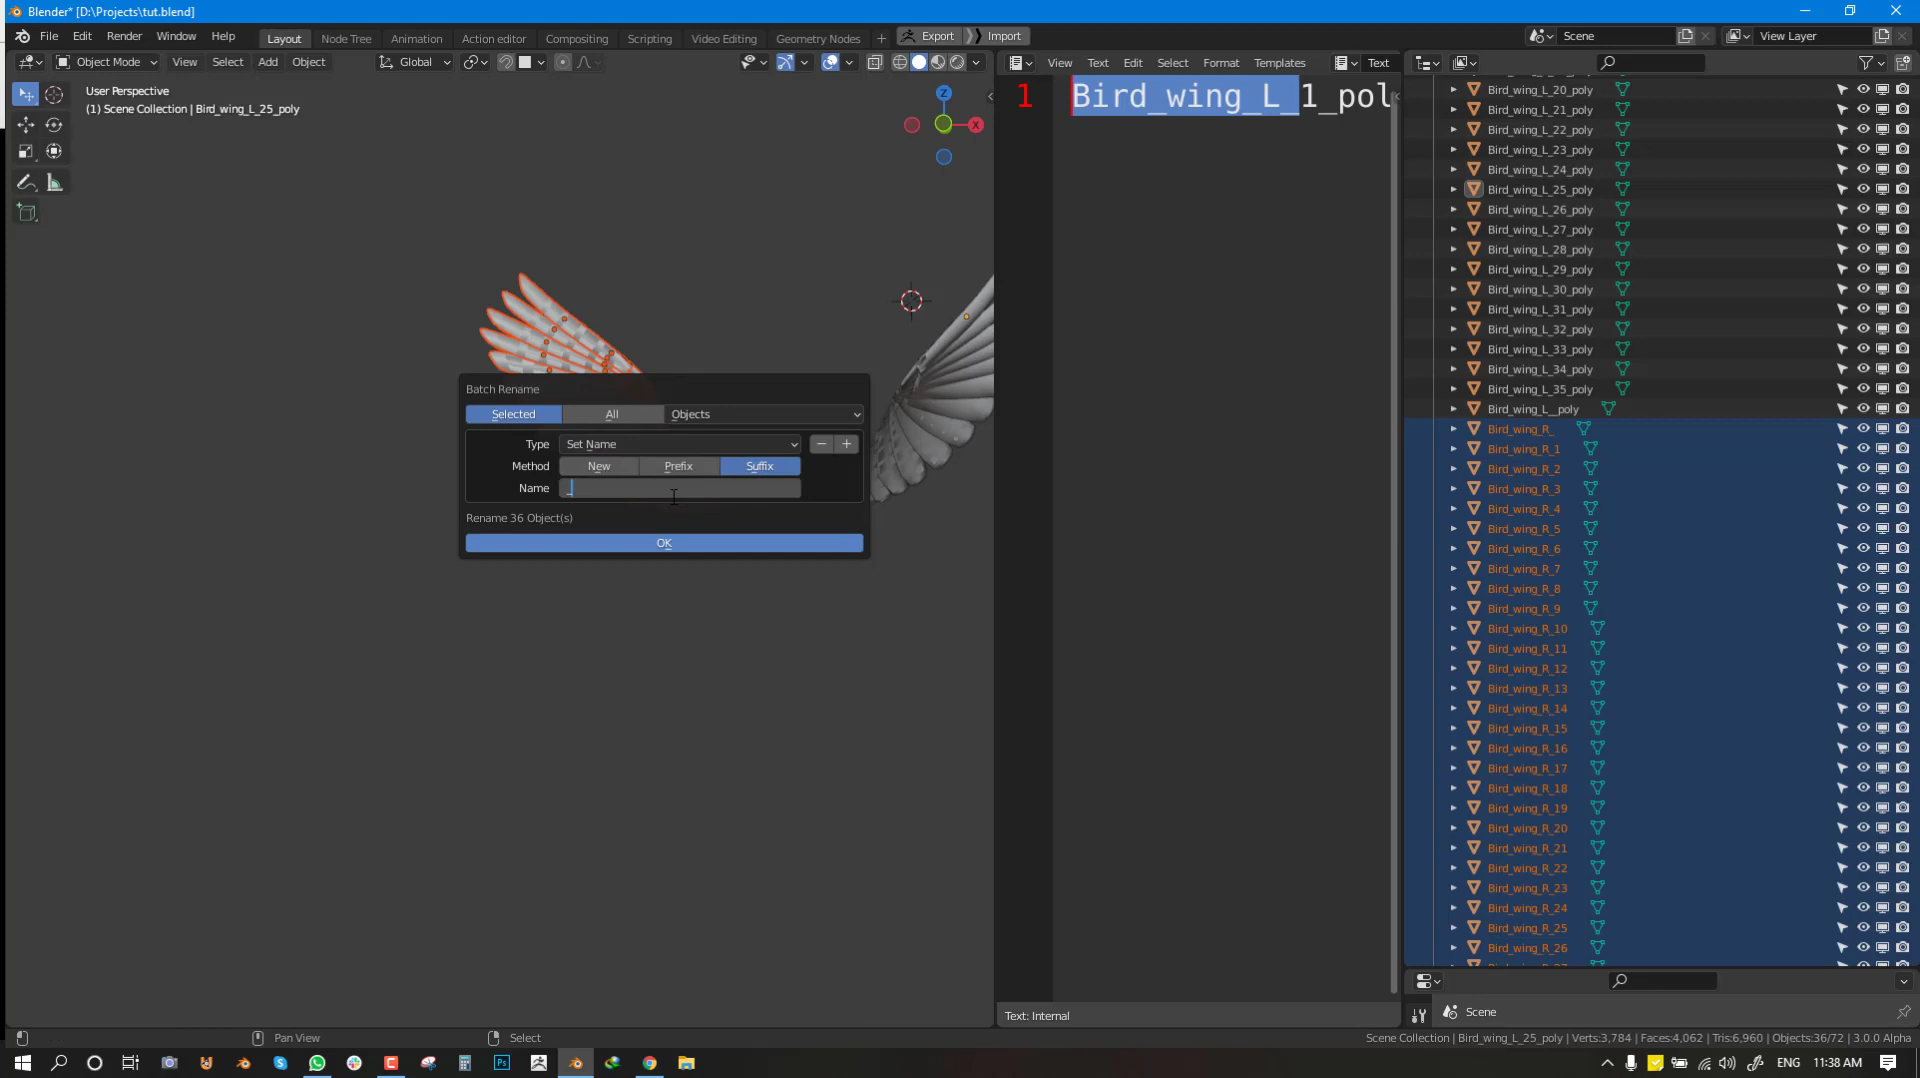 Blender* [D:\Projects\tut.blend]
File Edit Render Window Help Layout Node Tree Animation Action editor Compositing Scripting Video Editing Geometry Nodes + Export Import Scene View Layer
Object Mode View Select Add Object Global View Text Edit Select Format Templates Text
User Perspective
(1) Scene Collection | Bird_wing_L_25_poly
Z
X
1 Bird_wing_L_1_pol
Batch Rename
Selected All Objects
Type Set Name
Method New Prefix Suffix
Name _
Rename 36 Object(s)
OK
Bird_wing_L_20_poly
Bird_wing_L_21_poly
Bird_wing_L_22_poly
Bird_wing_L_23_poly
Bird_wing_L_24_poly
Bird_wing_L_25_poly
Bird_wing_L_26_poly
Bird_wing_L_27_poly
Bird_wing_L_28_poly
Bird_wing_L_29_poly
Bird_wing_L_30_poly
Bird_wing_L_31_poly
Bird_wing_L_32_poly
Bird_wing_L_33_poly
Bird_wing_L_34_poly
Bird_wing_L_35_poly
Bird_wing_L__poly
Bird_wing_R_
Bird_wing_R_1
Bird_wing_R_2
Bird_wing_R_3
Bird_wing_R_4
Bird_wing_R_5
Bird_wing_R_6
Bird_wing_R_7
Bird_wing_R_8
Bird_wing_R_9
Bird_wing_R_10
Bird_wing_R_11
Bird_wing_R_12
Bird_wing_R_13
Bird_wing_R_14
Bird_wing_R_15
Bird_wing_R_16
Bird_wing_R_17
Bird_wing_R_18
Bird_wing_R_19
Bird_wing_R_20
Bird_wing_R_21
Bird_wing_R_22
Bird_wing_R_23
Bird_wing_R_24
Bird_wing_R_25
Bird_wing_R_26
Text: Internal
Scene
Pan View Select
Scene Collection | Bird_wing_L_25_poly | Verts:3,784 | Faces:4,062 | Tris:6,960 | Objects:36/72 | 3.0.0 Alpha
Ps
ENG 11:38 AM